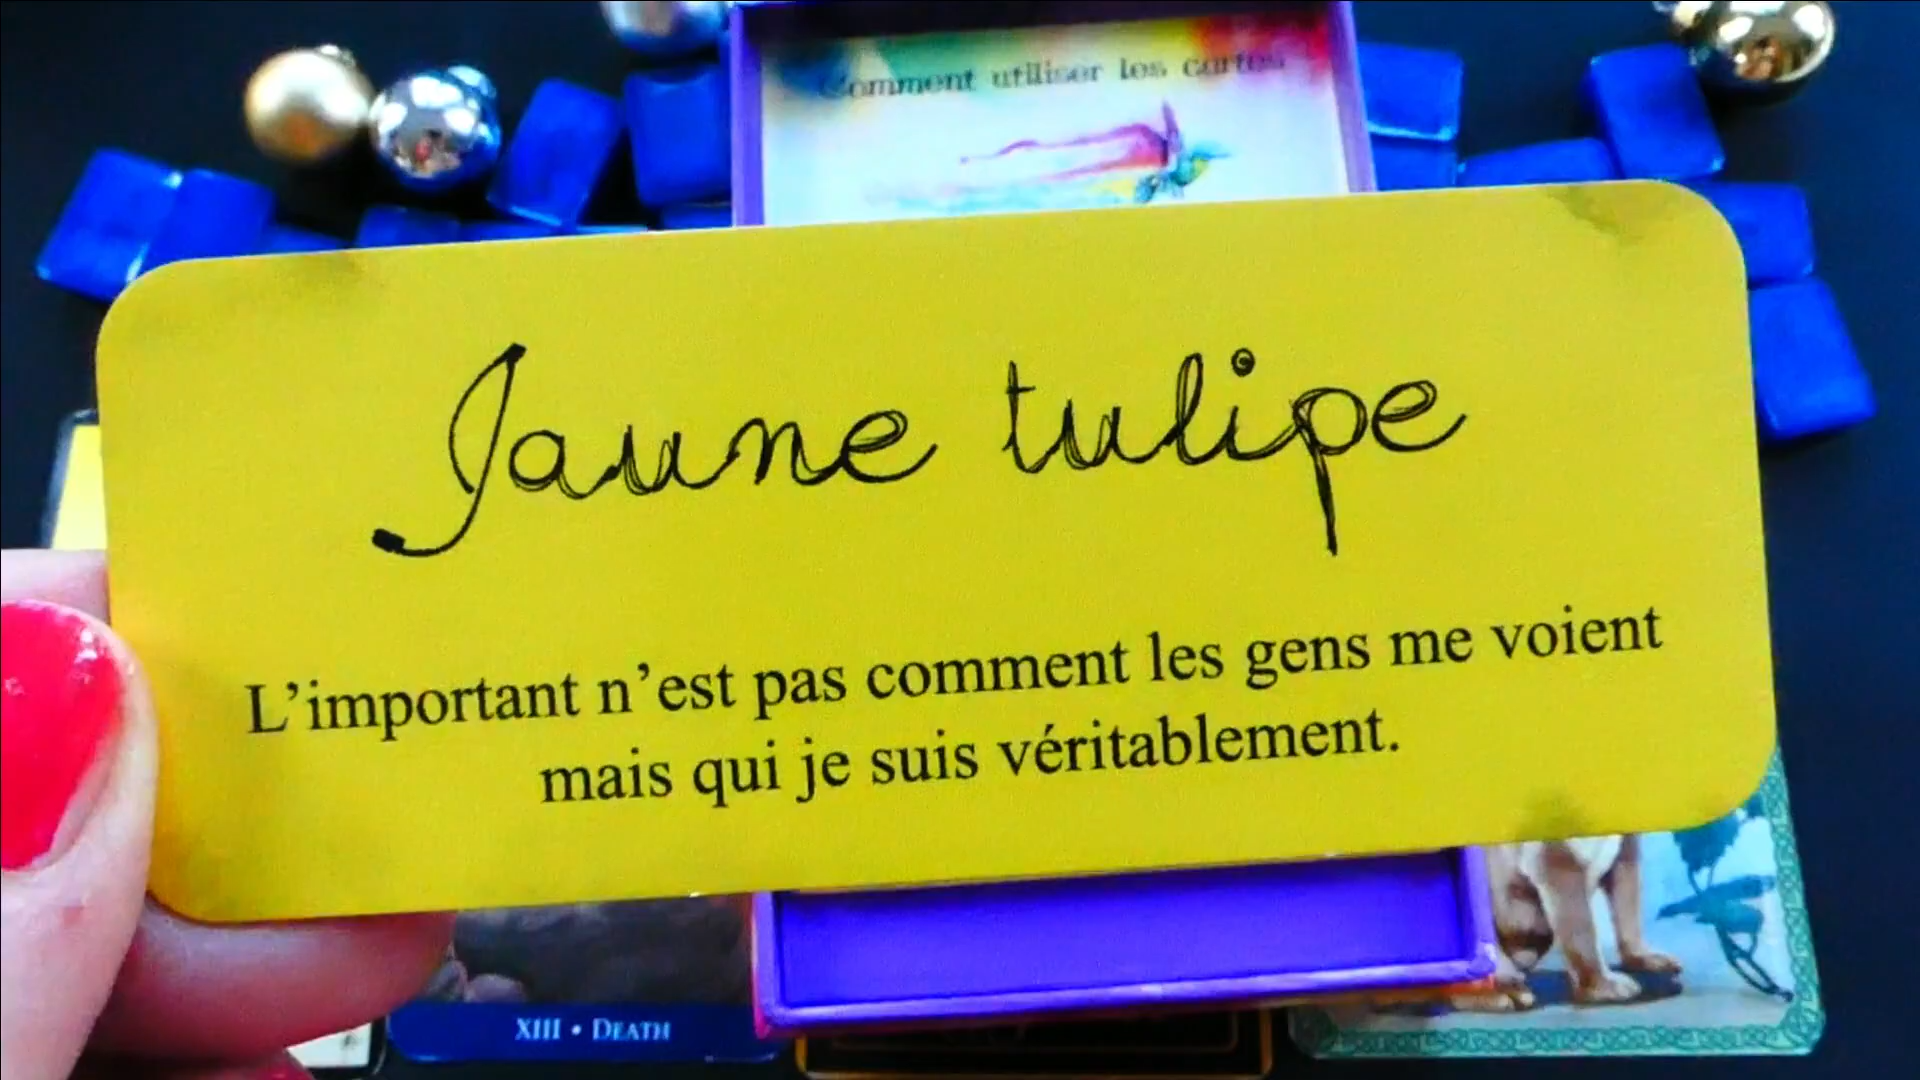 Comment utiliser les cartes
Jaune tulipe
L’important n’est pas comment les gens me voient
mais qui je suis véritablement.
XIII • DEATH